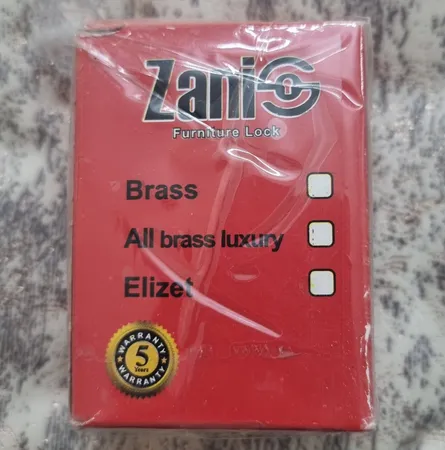 Zani
Furniture Lock
Brass
All brass luxury
Elizet
WARRANTY
5
Years
WARRANTY